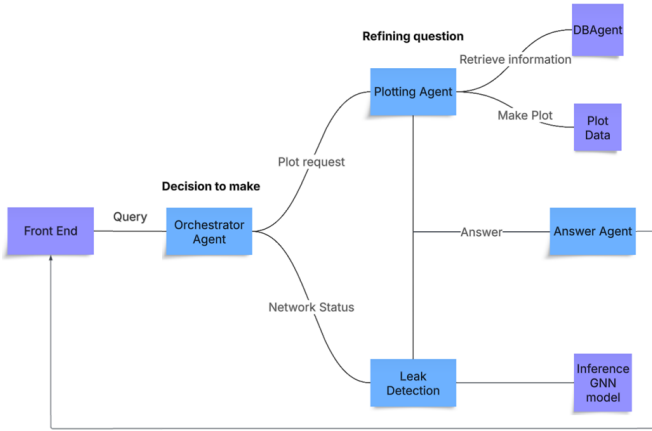 Refining question
DBAgent
Retrieve information
Plotting Agent
Make Plot
Plot
Data
Plot request
Decision to make
Query
Front End
Orchestrator
Agent
Answer
Answer Agent
Network Status
Leak
Detection
Inference
GNN
model